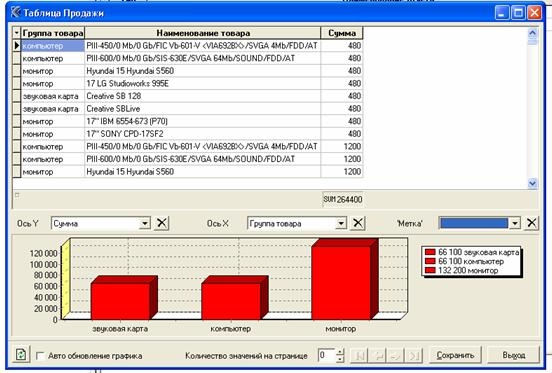 Таблица Продажи
Группа товара Наименование товара Сумма
компьютер PIII-450/0 Mb/0 Gb/FIC Vb-601-V <VIA692BX>/SVGA 4Mb/FDD/AT 480
компьютер PIII-600/0 Mb/0 Gb/SIS-630E/SVGA 64Mb/SOUND/FDD/AT 480
монитор Hyundai 15 Hyundai S560 480
монитор 17 LG Studioworks 995E 480
звуковая карта Creative SB 128 480
звуковая карта Creative SBLive 480
монитор 17" IBM 6554-673 (P70) 480
монитор 17" SONY CPD-17SF2 480
компьютер PIII-450/0 Mb/0 Gb/FIC Vb-601-V <VIA692BX>/SVGA 4Mb/FDD/AT 1200
компьютер PIII-600/0 Mb/0 Gb/SIS-630E/SVGA 64Mb/SOUND/FDD/AT 1200
монитор Hyundai 15 Hyundai S560 1200
SUM 264400
Ось Y Сумма Ось X Группа товара 'Метка'
120 000
100 000
80 000
60 000
40 000
20 000
0
звуковая карта компьютер монитор
66 100 звуковая карта
66 100 компьютер
132 200 монитор
Авто обновление графика Количество значений на странице 0 Сохранить Выход